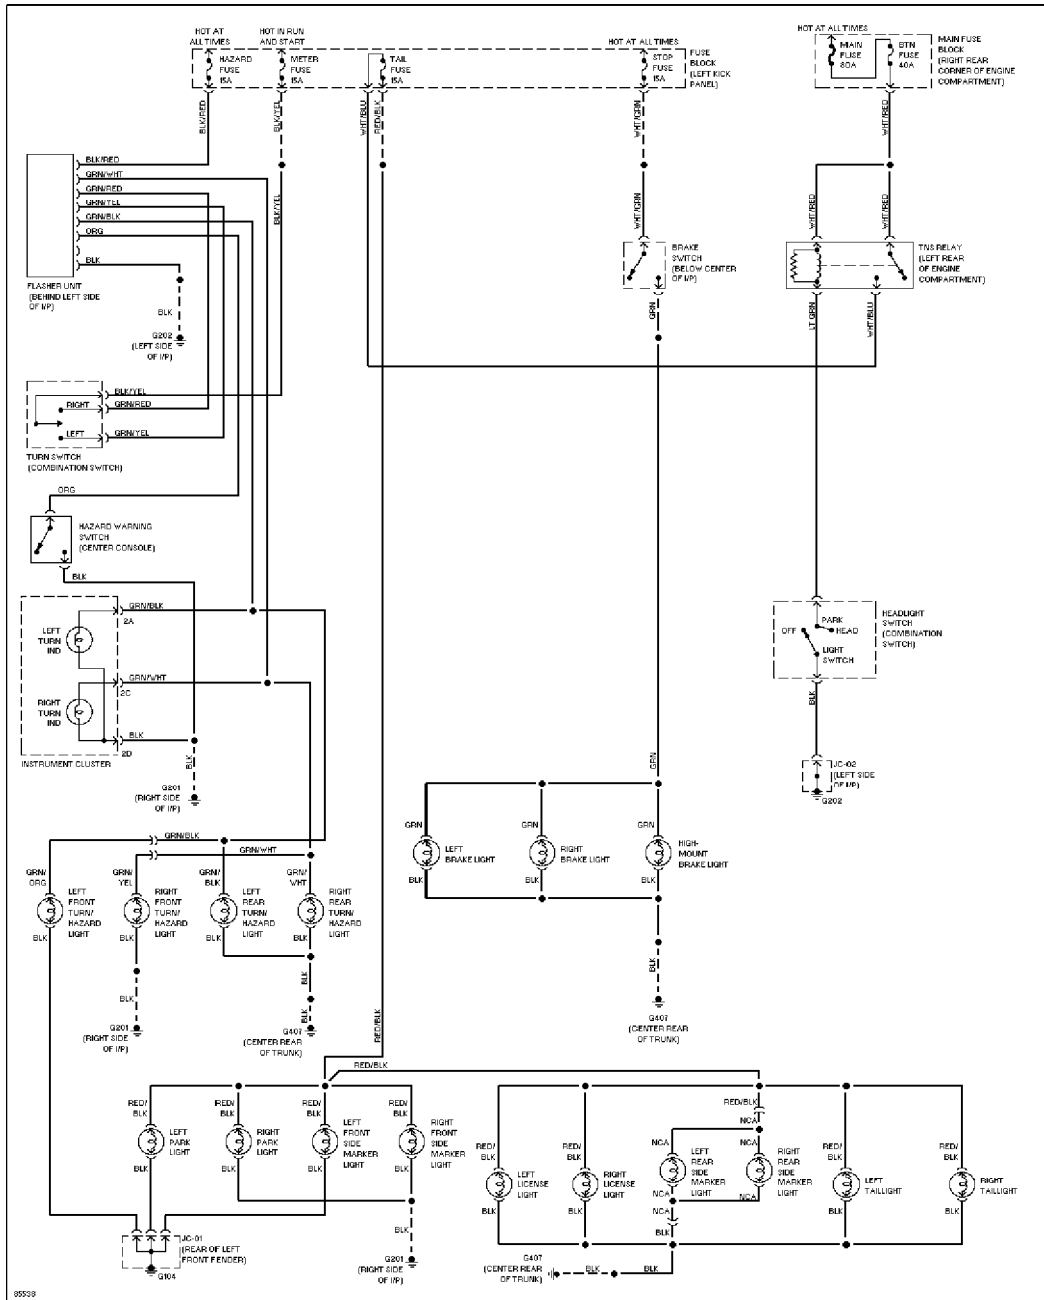 HOT AT
ALL TIMES
HOT IN RUN
AND START
HOT AT ALL TIMES
HOT AT ALL TIMES
HAZARD
FUSE
15A
METER
FUSE
15A
TAIL
FUSE
15A
STOP
FUSE
15A
FUSE
BLOCK
(LEFT KICK
PANEL)
MAIN
FUSE
80A
BTN
FUSE
40A
MAIN FUSE
BLOCK
(RIGHT REAR
CORNER OF ENGINE
COMPARTMENT)
BLK/RED
BLK/YEL
WHT/BLU
RED/BLK
WHT/GRN
WHT/RED
BLK/RED
GRN/WHT
GRN/RED
GRN/YEL
GRN/BLK
ORG
BLK
FLASHER UNIT
(BEHIND LEFT SIDE
OF I/P)
BLK
G202
(LEFT SIDE
OF I/P)
BLK/YEL
WHT/GRN
WHT/RED
WHT/RED
BRAKE
SWITCH
(BELOW CENTER
OF I/P)
GRN
TNS RELAY
(LEFT REAR
OF ENGINE
COMPARTMENT)
LT GRN
WHT/BLU
BLK/YEL
RIGHT
GRN/RED
LEFT
GRN/YEL
TURN SWITCH
(COMBINATION SWITCH)
ORG
HAZARD WARNING
SWITCH
(CENTER CONSOLE)
BLK
GRN/BLK
2A
LEFT
TURN
IND
GRN/WHT
2C
RIGHT
TURN
IND
BLK
2D
INSTRUMENT CLUSTER
BLK
G201
(RIGHT SIDE
OF I/P)
PARK
OFF
HEAD
LIGHT
SWITCH
HEADLIGHT
SWITCH
(COMBINATION
SWITCH)
BLK
JC-02
(LEFT SIDE
OF I/P)
G202
GRN
GRN
GRN
GRN
LEFT
BRAKE LIGHT
RIGHT
BRAKE LIGHT
HIGH-
MOUNT
BRAKE LIGHT
BLK
BLK
BLK
BLK
G407
(CENTER REAR
OF TRUNK)
GRN/BLK
GRN/WHT
GRN/
ORG
GRN/
YEL
GRN/
BLK
GRN/
WHT
LEFT
FRONT
TURN/
HAZARD
LIGHT
RIGHT
FRONT
TURN/
HAZARD
LIGHT
LEFT
REAR
TURN/
HAZARD
LIGHT
RIGHT
REAR
TURN/
HAZARD
LIGHT
BLK
BLK
BLK
BLK
BLK
BLK
BLK
G201
(RIGHT SIDE
OF I/P)
G407
(CENTER REAR
OF TRUNK)
RED/BLK
RED/BLK
RED/
BLK
RED/
BLK
RED/
BLK
RED/
BLK
LEFT
PARK
LIGHT
RIGHT
PARK
LIGHT
LEFT
FRONT
SIDE
MARKER
LIGHT
RIGHT
FRONT
SIDE
MARKER
LIGHT
BLK
BLK
BLK
BLK
BLK
JC-01
(REAR OF LEFT
FRONT FENDER)
G104
G201
(RIGHT SIDE
OF I/P)
RED/BLK
NCA
NCA
NCA
RED/
BLK
RED/
BLK
RED/
BLK
RED/
BLK
LEFT
LICENSE
LIGHT
RIGHT
LICENSE
LIGHT
LEFT
REAR
SIDE
MARKER
LIGHT
RIGHT
REAR
SIDE
MARKER
LIGHT
LEFT
TAILLIGHT
RIGHT
TAILLIGHT
NCA
NCA
NCA
BLK
BLK
BLK
BLK
BLK
G407
(CENTER REAR
OF TRUNK)
BLK
BLK
85538